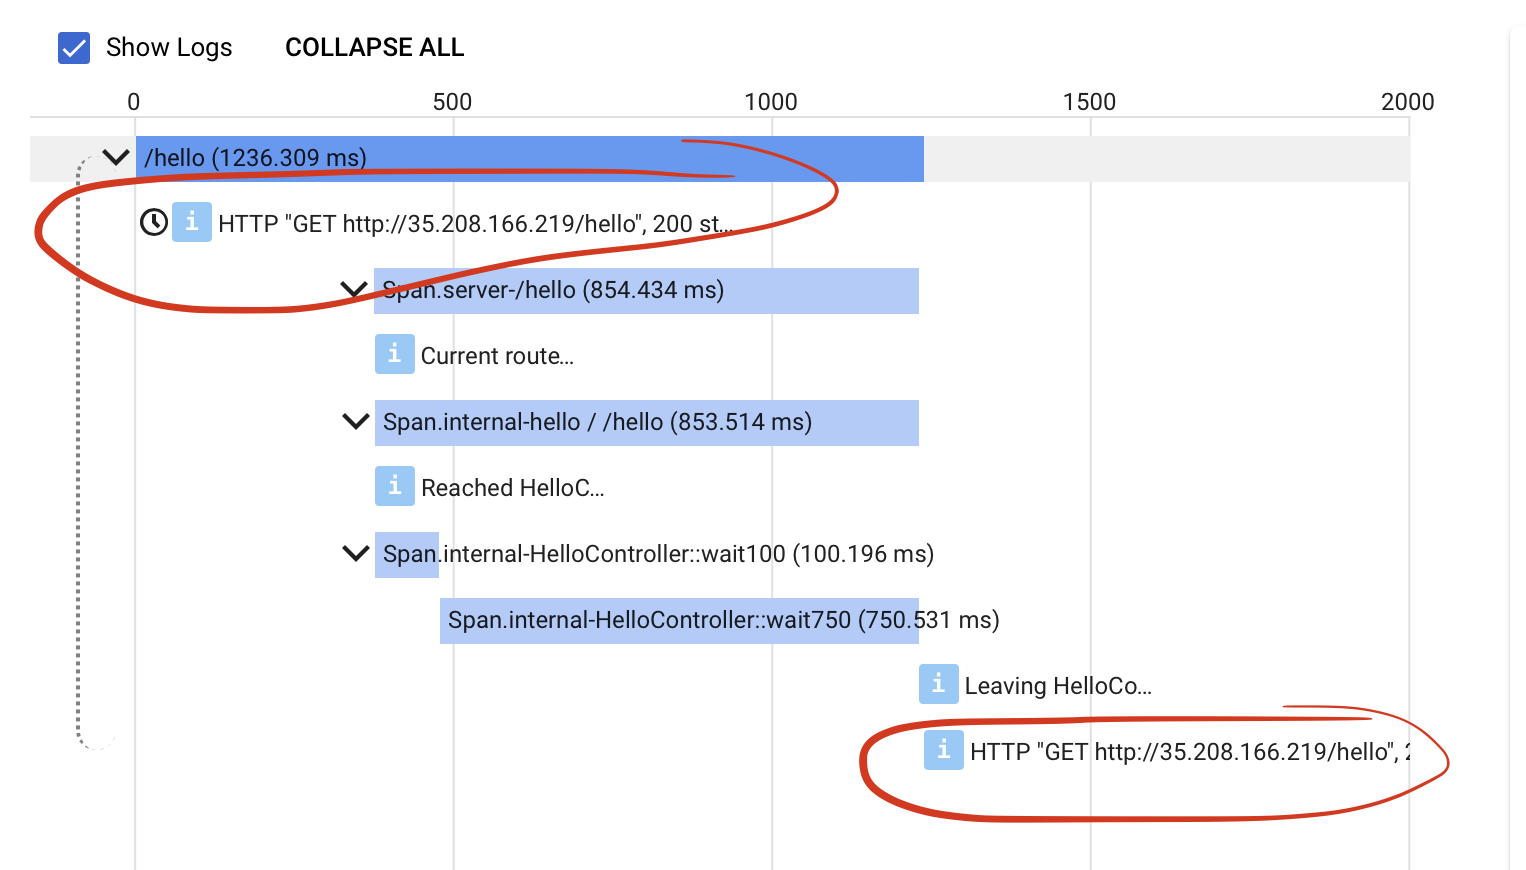 Show Logs COLLAPSE ALL
0 500 1000 1500 2000
/hello (1236.309 ms)
i HTTP "GET http://35.208.166.219/hello", 200 st...
Span.server-/hello (854.434 ms)
i Current route...
Span.internal-hello / /hello (853.514 ms)
i Reached HelloC...
Span.internal-HelloController::wait100 (100.196 ms)
Span.internal-HelloController::wait750 (750.531 ms)
i Leaving HelloCo...
i HTTP "GET http://35.208.166.219/hello",